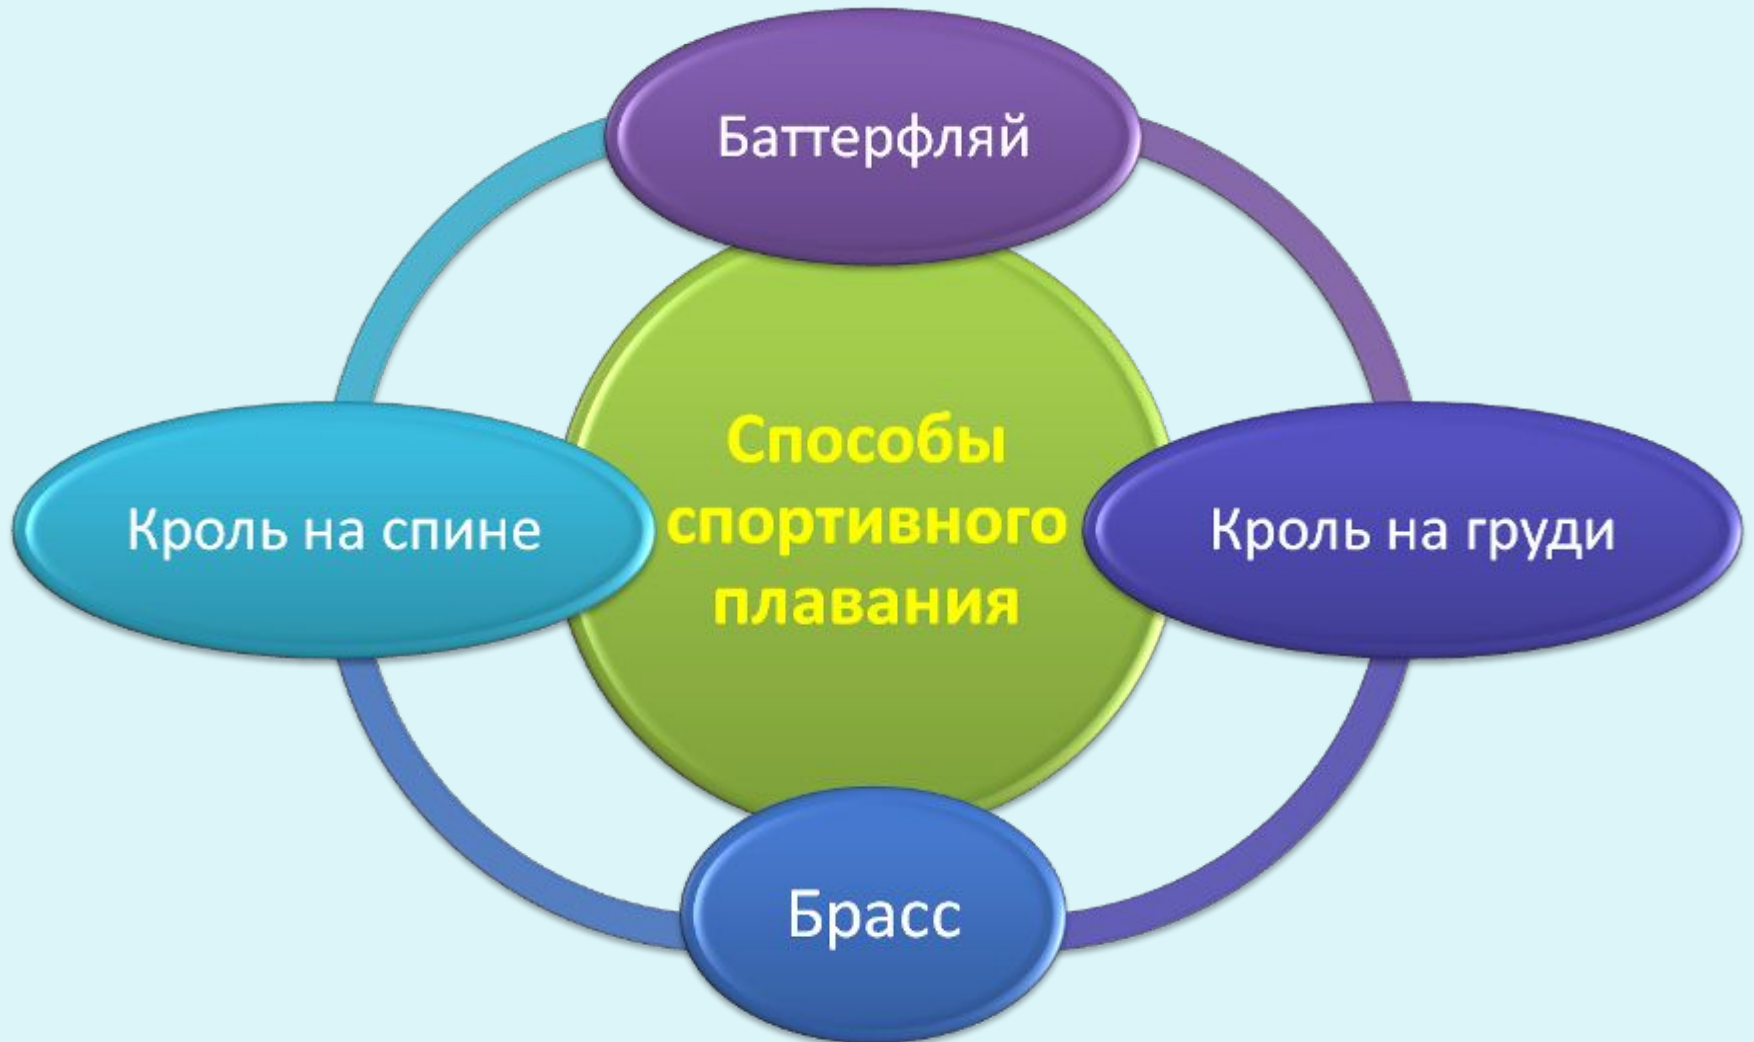 Баттерфляй
Способы
спортивного
плавания
Кроль на спине
Кроль на груди
Брасс